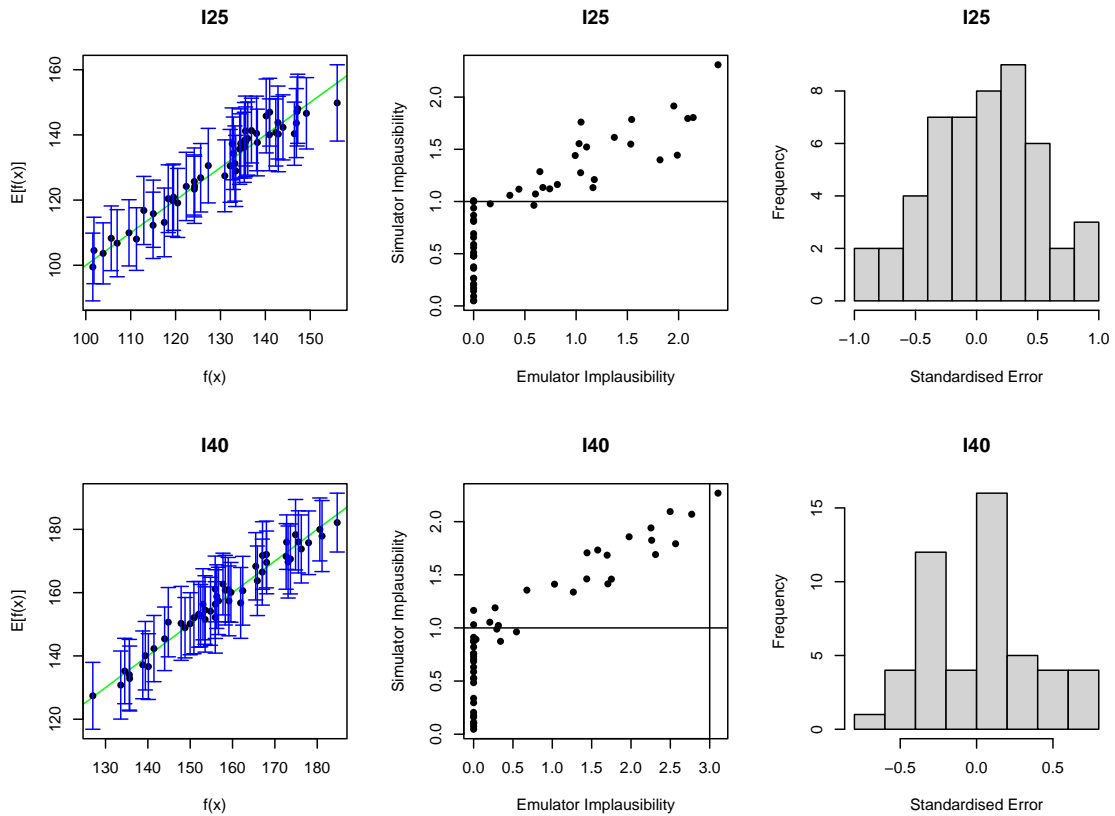 I25
I25
I25
E[f(x)]
100 120 140 160
100 110 120 130 140 150
f(x)
Simulator Implausibility
0.0 0.5 1.0 1.5 2.0
0.0 0.5 1.0 1.5 2.0
Emulator Implausibility
Frequency
0 2 4 6 8
−1.0 −0.5 0.0 0.5 1.0
Standardised Error
I40
I40
I40
E[f(x)]
120 140 160 180
130 140 150 160 170 180
f(x)
Simulator Implausibility
0.0 0.5 1.0 1.5 2.0
0.0 0.5 1.0 1.5 2.0 2.5 3.0
Emulator Implausibility
Frequency
0 5 10 15
−0.5 0.0 0.5
Standardised Error